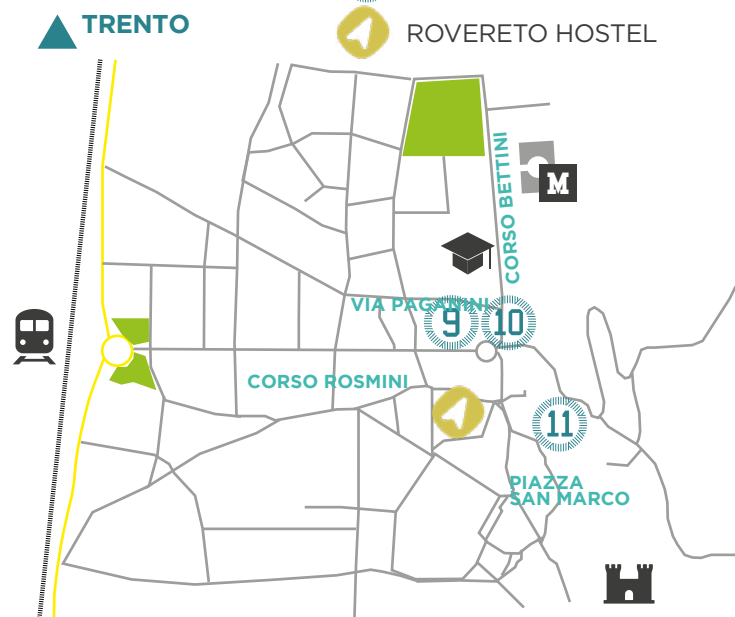 TRENTO
ROVERETO HOSTEL
CORSO BETTINI
M
VIA PAGANINI
9
10
CORSO ROSMINI
11
PIAZZA
SAN MARCO